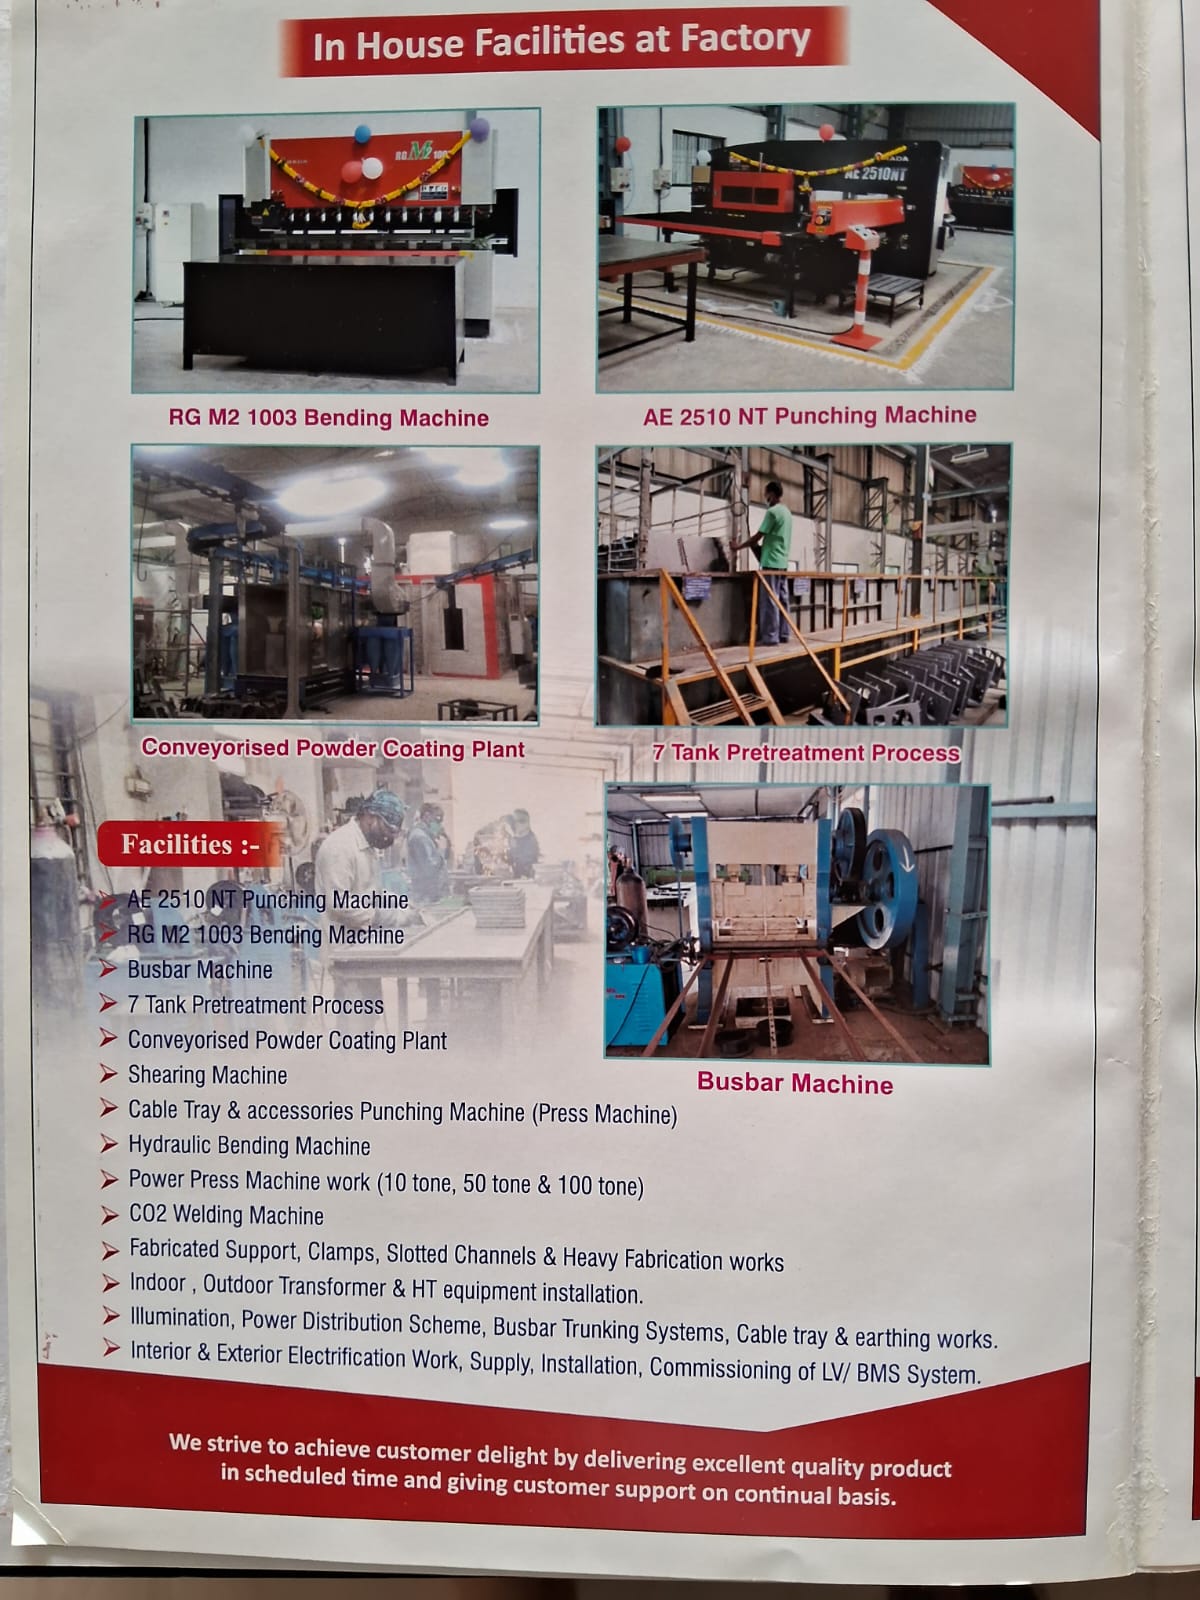 In House Facilities at Factory
RG M2 100
AMADA
AE 2510NT
RG M2 1003 Bending Machine
AE 2510 NT Punching Machine
Conveyorised Powder Coating Plant
7 Tank Pretreatment Process
Facilities :-
AE 2510 NT Punching Machine
RG M2 1003 Bending Machine
Busbar Machine
7 Tank Pretreatment Process
Conveyorised Powder Coating Plant
Shearing Machine
Busbar Machine
Cable Tray & accessories Punching Machine (Press Machine)
Hydraulic Bending Machine
Power Press Machine work (10 tone, 50 tone & 100 tone)
CO2 Welding Machine
Fabricated Support, Clamps, Slotted Channels & Heavy Fabrication works
Indoor , Outdoor Transformer & HT equipment installation.
Illumination, Power Distribution Scheme, Busbar Trunking Systems, Cable tray & earthing works.
Interior & Exterior Electrification Work, Supply, Installation, Commissioning of LV/ BMS System.
We strive to achieve customer delight by delivering excellent quality product
in scheduled time and giving customer support on continual basis.